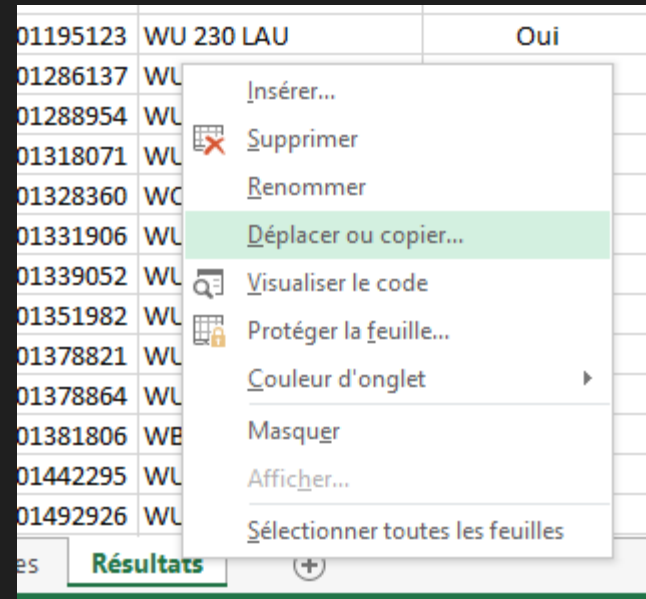 01195123 WU 230 LAU Oui
01286137 WU
01288954 WU
01318071 WU
01328360 WC
01331906 WU
01339052 WU
01351982 WU
01378821 WU
01378864 WU
01381806 WB
01442295 WU
01492926 WU
Insérer...
Supprimer
Renommer
Déplacer ou copier...
Visualiser le code
Protéger la feuille...
Couleur d'onglet
Masquer
Afficher...
Sélectionner toutes les feuilles
es Résultats